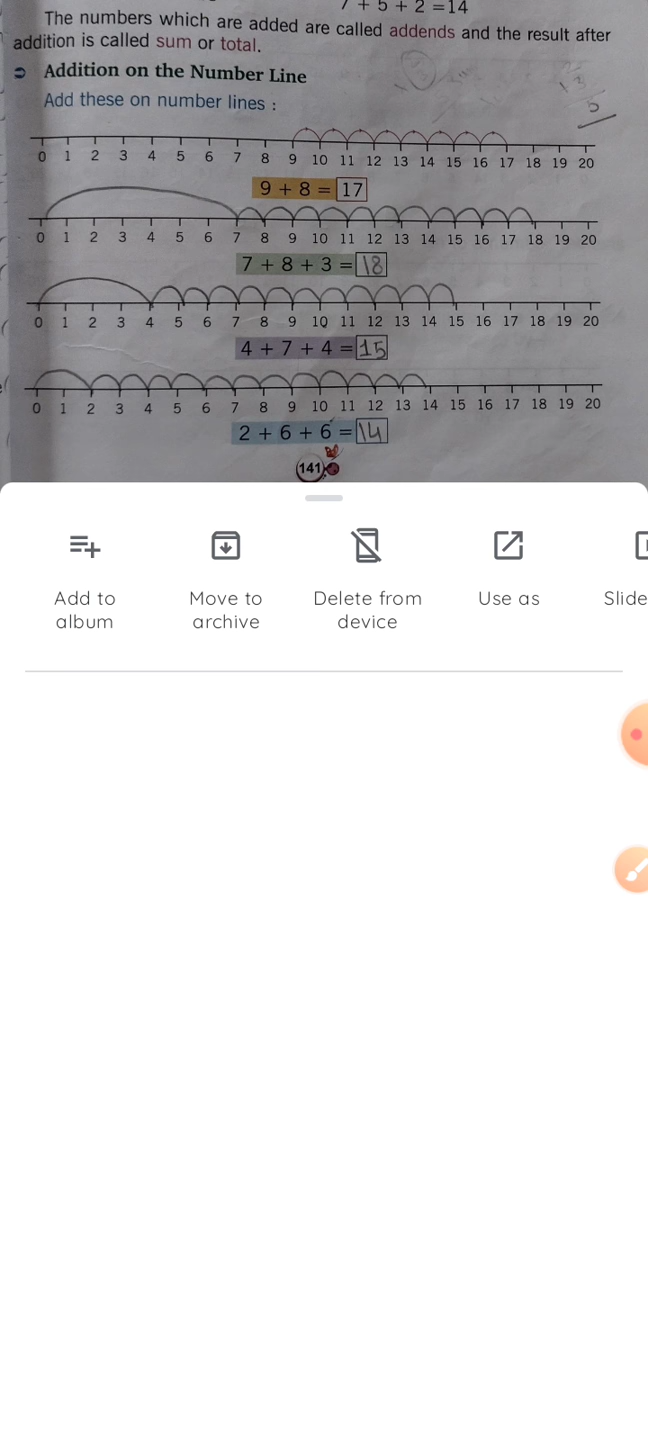 7 + 5 + 2 = 14
The numbers which are added are called addends and the result after
addition is called sum or total.
Addition on the Number Line
Add these on number lines :
0 1 2 3 4 5 6 7 8 9 10 11 12 13 14 15 16 17 18 19 20
9 + 8 = 17
0 1 2 3 4 5 6 7 8 9 10 11 12 13 14 15 16 17 18 19 20
7 + 8 + 3 = 18
0 1 2 3 4 5 6 7 8 9 10 11 12 13 14 15 16 17 18 19 20
4 + 7 + 4 = 15
0 1 2 3 4 5 6 7 8 9 10 11 12 13 14 15 16 17 18 19 20
2 + 6 + 6 = 14
141
Add to album
Move to archive
Delete from device
Use as
Slide